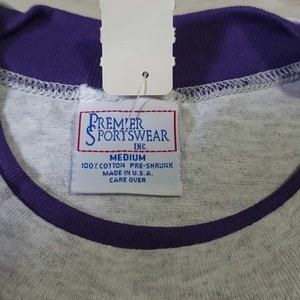 PREMIER
SPORTSWEAR
INC.
MEDIUM
100% COTTON PRE-SHRUNK
MADE IN U.S.A.
CARE OVER